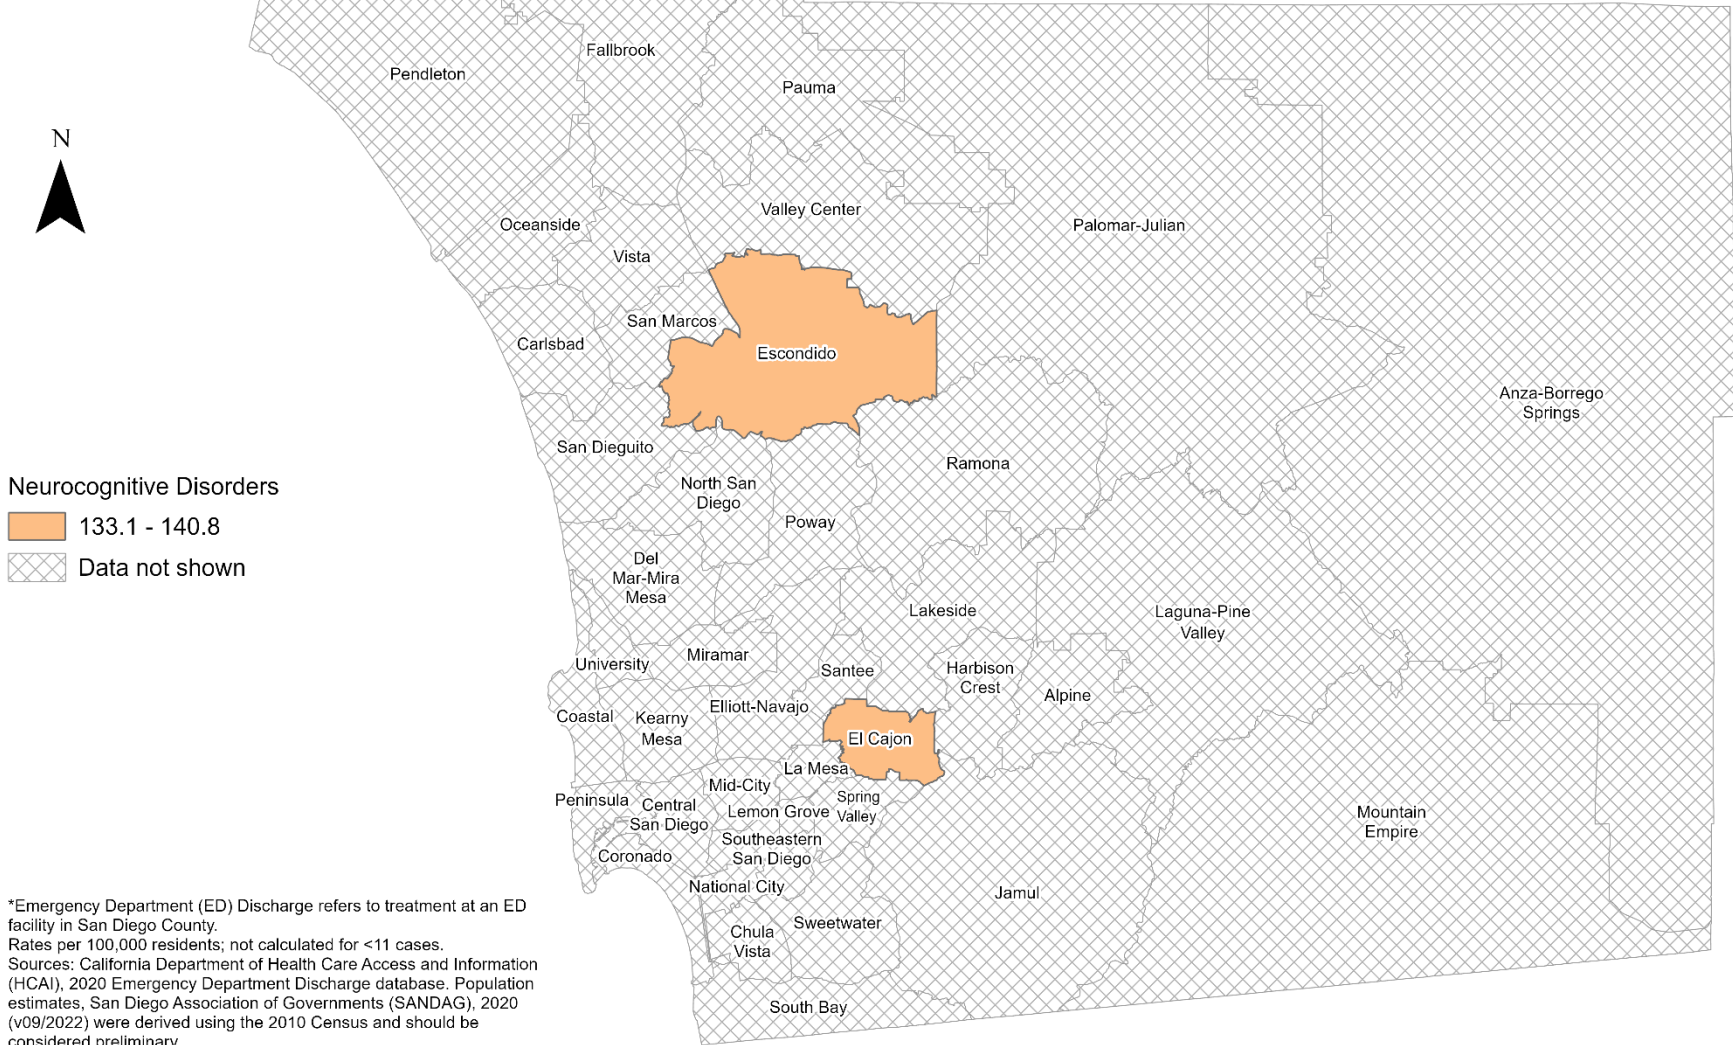 Fallbrook
Pendleton
Pauma
N
Valley Center
Oceanside
Palomar-Julian
Vista
San Marcos
Carlsbad
Escondido
Anza-Borrego
Springs
San Dieguito
Ramona
North San
Diego
Poway
Neurocognitive Disorders
133.1 - 140.8
Data not shown
Del
Mar-Mira
Mesa
Lakeside
Laguna-Pine
Valley
Miramar
University
Santee
Harbison
Crest
Alpine
Elliott-Navajo
Coastal
Kearny
Mesa
El Cajon
La Mesa
Mid-City
Peninsula
Central
San Diego
Lemon Grove
Spring
Valley
Mountain
Empire
Southeastern
San Diego
Coronado
National City
Jamul
Sweetwater
Chula
Vista
South Bay
*Emergency Department (ED) Discharge refers to treatment at an ED
facility in San Diego County.
Rates per 100,000 residents; not calculated for <11 cases.
Sources: California Department of Health Care Access and Information
(HCAI), 2020 Emergency Department Discharge database. Population
estimates, San Diego Association of Governments (SANDAG), 2020
(v09/2022) were derived using the 2010 Census and should be
considered preliminary.